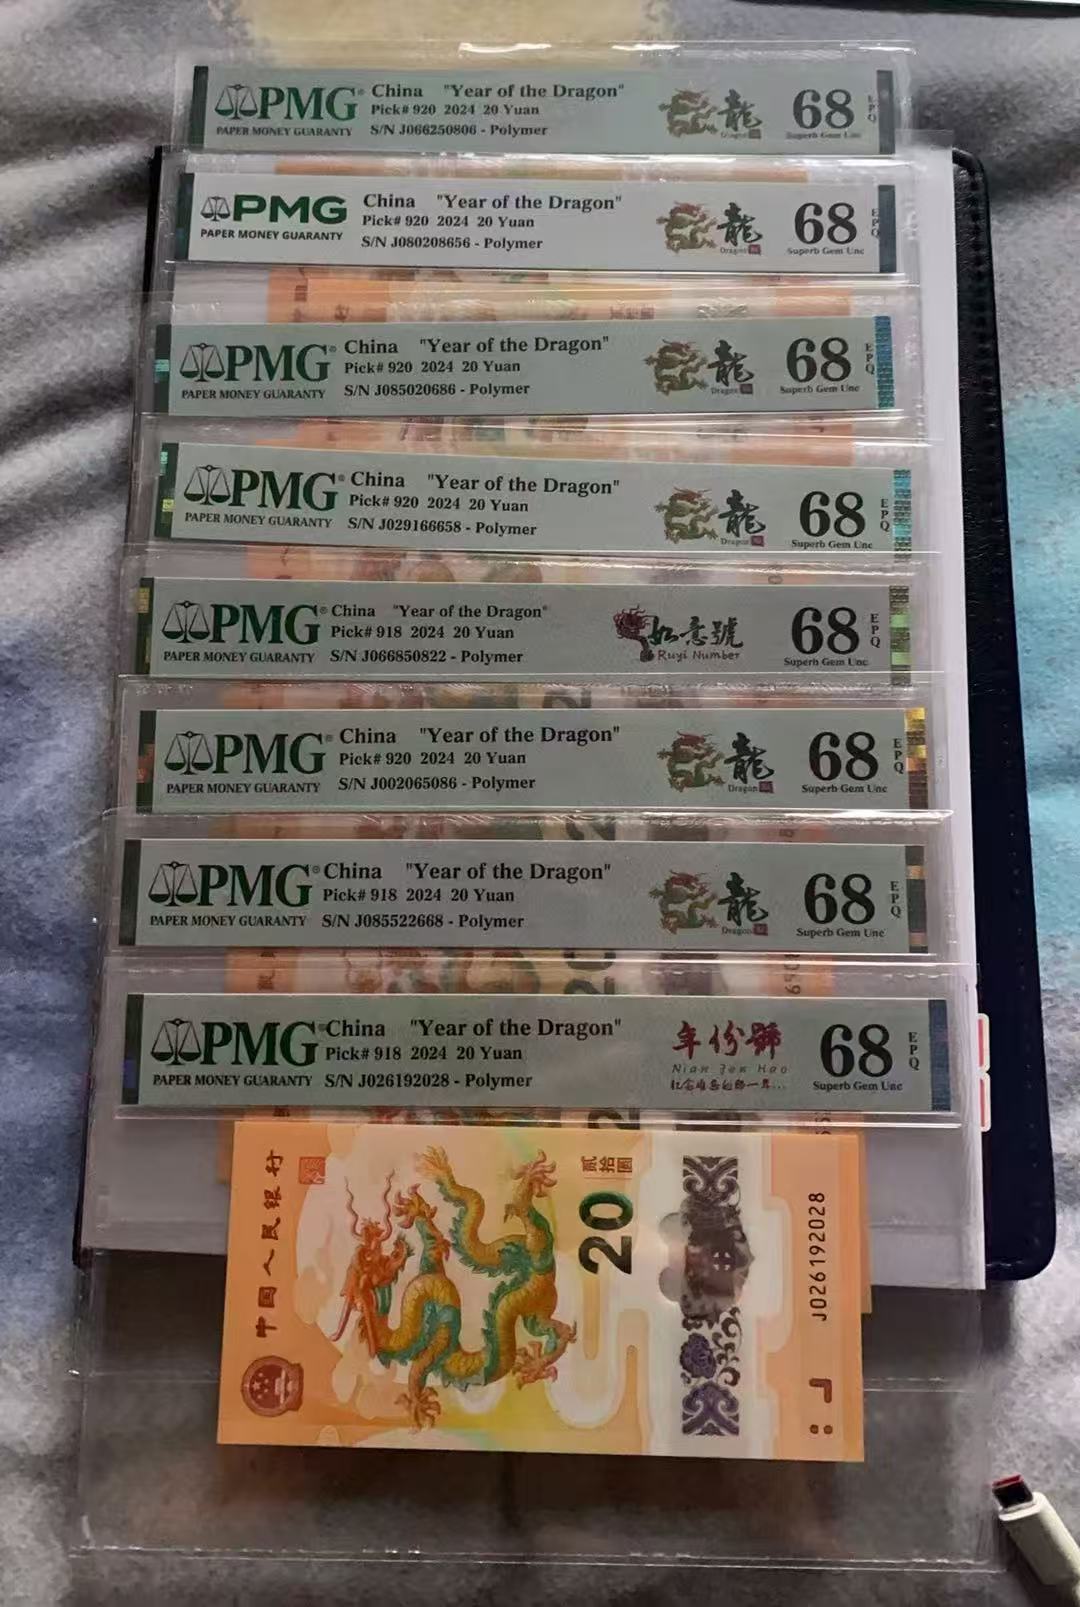 PMG
PAPER MONEY GUARANTY
China "Year of the Dragon"
Pick# 920 2024 20 Yuan
S/N J066250806 - Polymer
龍
Dragon
68
Superb Gem Unc
EPQ
PMG
PAPER MONEY GUARANTY
China "Year of the Dragon"
Pick# 920 2024 20 Yuan
S/N J080208656 - Polymer
龍
Dragon
68
Superb Gem Unc
EPQ
PMG®
PAPER MONEY GUARANTY
China "Year of the Dragon"
Pick# 920 2024 20 Yuan
S/N J085020686 - Polymer
龍
Dragon
68
Superb Gem Unc
EPQ
PMG®
PAPER MONEY GUARANTY
China "Year of the Dragon"
Pick# 920 2024 20 Yuan
S/N J029166658 - Polymer
龍
Dragon
68
Superb Gem Unc
EPQ
PMG®
PAPER MONEY GUARANTY
China "Year of the Dragon"
Pick# 918 2024 20 Yuan
S/N J066850822 - Polymer
如意號
Ruyi Number
68
Superb Gem Unc
EPQ
PMG®
PAPER MONEY GUARANTY
China "Year of the Dragon"
Pick# 920 2024 20 Yuan
S/N J002065086 - Polymer
龍
Dragon
68
Superb Gem Unc
EPQ
PMG®
PAPER MONEY GUARANTY
China "Year of the Dragon"
Pick# 918 2024 20 Yuan
S/N J085522668 - Polymer
龍
Dragon
68
Superb Gem Unc
EPQ
PMG®
PAPER MONEY GUARANTY
China "Year of the Dragon"
Pick# 918 2024 20 Yuan
S/N J026192028 - Polymer
年份號
Nian Fen Hao
68
Superb Gem Unc
EPQ
中国人民银行
贰拾圆
20
J026192028